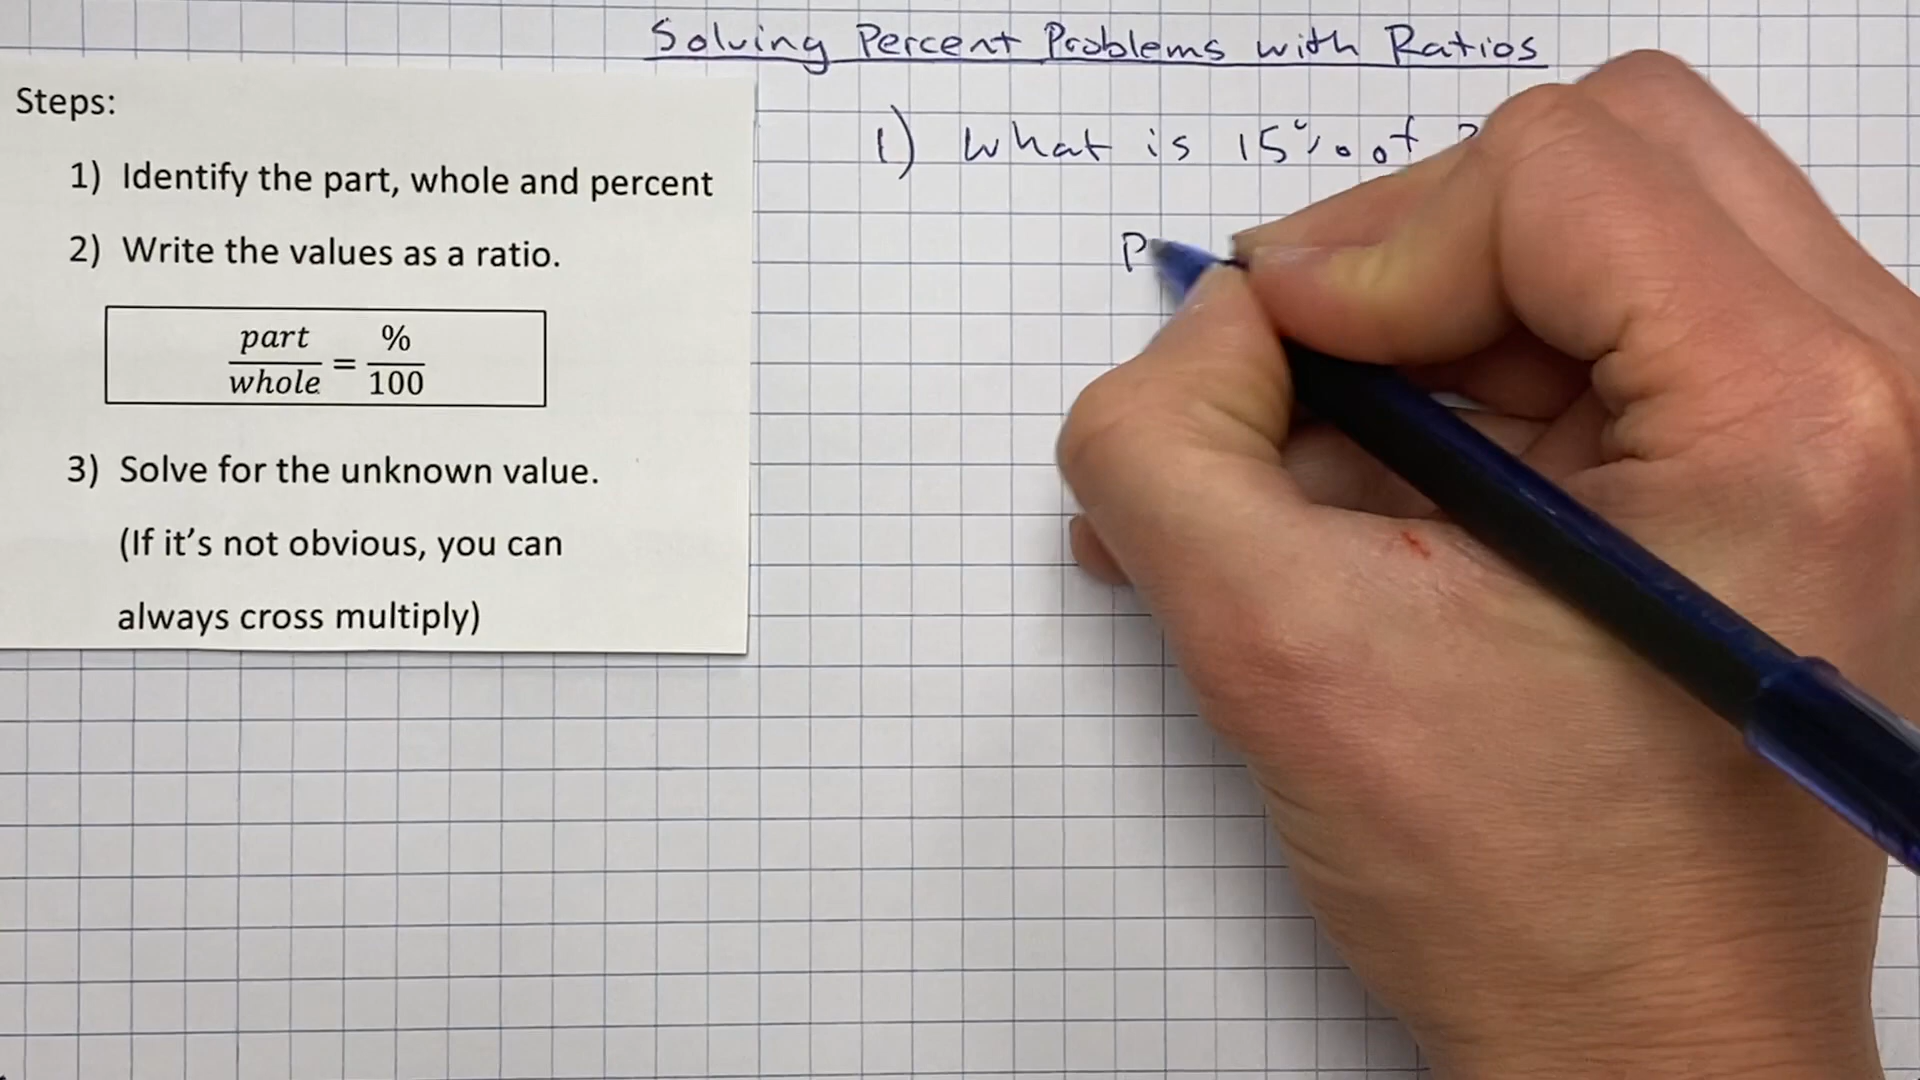 Solving Percent Problems with Ratios
Steps:
1) Identify the part, whole and percent
2) Write the values as a ratio.
part/whole = %/100
3) Solve for the unknown value.
(If it's not obvious, you can
always cross multiply)
1) What is 15% of
P